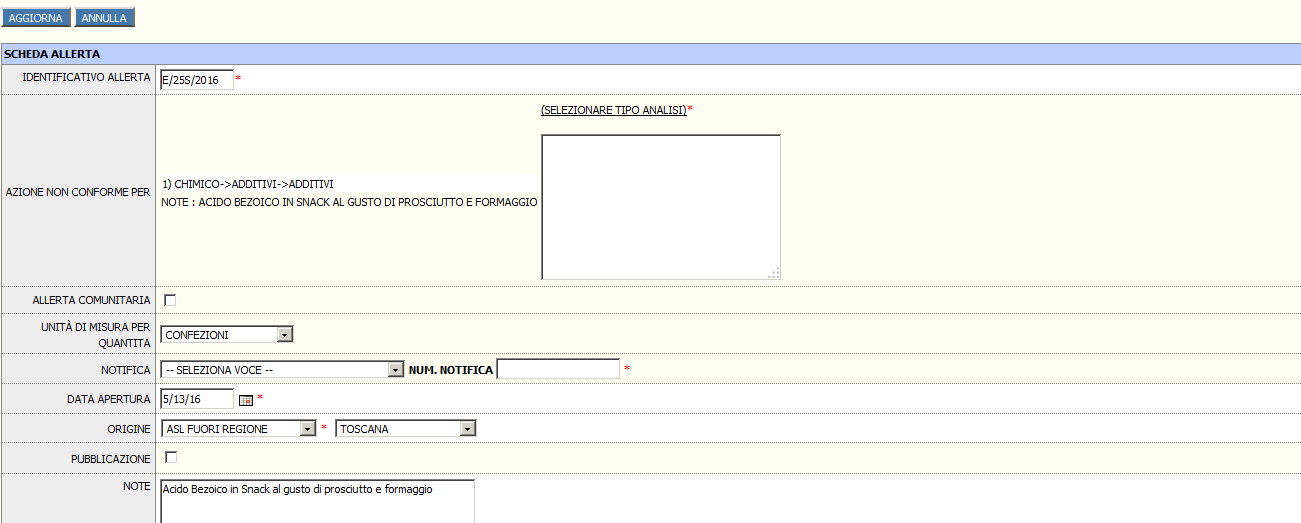 AGGIORNA ANNULLA
SCHEDA ALLERTA
IDENTIFICATIVO ALLERTA E/25S/2016 *
(SELEZIONARE TIPO ANALISI)*
AZIONE NON CONFORME PER
1) CHIMICO->ADDITIVI->ADDITIVI
NOTE : ACIDO BEZOICO IN SNACK AL GUSTO DI PROSCIUTTO E FORMAGGIO
ALLERTA COMUNITARIA
UNITÀ DI MISURA PER
QUANTITA
CONFEZIONI
NOTIFICA -- SELEZIONA VOCE -- NUM. NOTIFICA *
DATA APERTURA 5/13/16 *
ORIGINE ASL FUORI REGIONE * TOSCANA
PUBBLICAZIONE
NOTE Acido Bezoico in Snack al gusto di prosciutto e formaggio